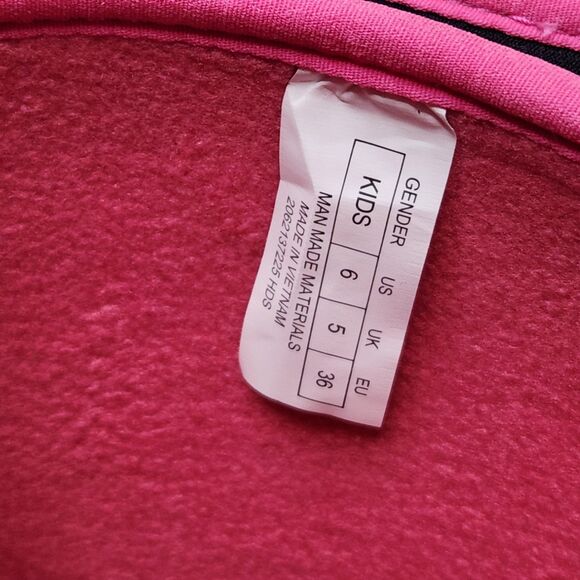 GENDER US UK EU
KIDS 6 5 36
MAN MADE MATERIALS
MADE IN VIETNAM
2062137225 HDS